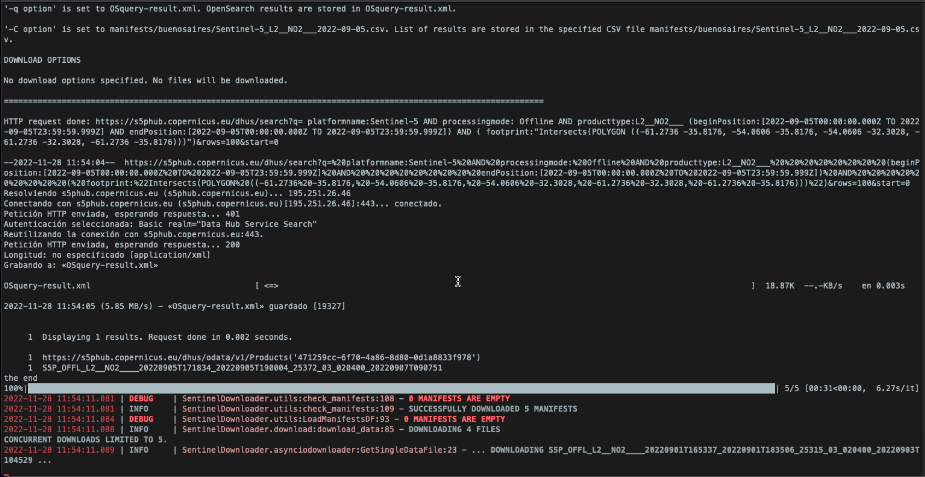 '-q option' is set to OSquery-result.xml. OpenSearch results are stored in OSquery-result.xml.
'-C option' is set to manifests/buenosaires/Sentinel-5_L2__NO2___2022-09-05.csv. List of results are stored in the specified CSV file manifests/buenosaires/Sentinel-5_L2__NO2___2022-09-05.cs
v.
DOWNLOAD OPTIONS
No download options specified. No files will be downloaded.
================================================================================================================
HTTP request done: https://s5phub.copernicus.eu/dhus/search?q= platformname:Sentinel-5 AND processingmode: Offline AND producttype:L2__NO2___ (beginPosition:[2022-09-05T00:00:00.000Z TO 2022
-09-05T23:59:59.999Z] AND endPosition:[2022-09-05T00:00:00.000Z TO 2022-09-05T23:59:59.999Z]) AND ( footprint:"Intersects(POLYGON ((-61.2736 -35.8176, -54.0606 -35.8176, -54.0606 -32.3028, -
61.2736 -32.3028, -61.2736 -35.8176)))")&rows=100&start=0
--2022-11-28 11:54:04-- https://s5phub.copernicus.eu/dhus/search?q=%20platformname:Sentinel-5%20AND%20processingmode:%20Offline%20AND%20producttype:L2__NO2___%20%20%20%20%20%20%20%20(beginP
osition:[2022-09-05T00:00:00.000Z%20TO%202022-09-05T23:59:59.999Z]%20AND%20%20%20%20%20%20%20%20%20endPosition:[2022-09-05T00:00:00.000Z%20TO%202022-09-05T23:59:59.999Z])%20AND%20%20%20%20%2
0%20%20%20%20(%20footprint:%22Intersects(POLYGON%20((-61.2736%20-35.8176,%20-54.0606%20-35.8176,%20-54.0606%20-32.3028,%20-61.2736%20-32.3028,%20-61.2736%20-35.8176)))%22)&rows=100&start=0
Resolviendo s5phub.copernicus.eu (s5phub.copernicus.eu)... 195.251.26.46
Conectando con s5phub.copernicus.eu (s5phub.copernicus.eu)[195.251.26.46]:443... conectado.
Petición HTTP enviada, esperando respuesta... 401
Autenticación seleccionada: Basic realm="Data Hub Service Search"
Reutilizando la conexión con s5phub.copernicus.eu:443.
Petición HTTP enviada, esperando respuesta... 200
Longitud: no especificado [application/xml]
Grabando a: «OSquery-result.xml»
OSquery-result.xml [ <=> ] 18.87K --.-KB/s en 0.003s
2022-11-28 11:54:05 (5.85 MB/s) - «OSquery-result.xml» guardado [19327]
1 Displaying 1 results. Request done in 0.002 seconds.
1 https://s5phub.copernicus.eu/dhus/odata/v1/Products('471259cc-6f70-4a86-8d80-0d1a8833f978')
1 S5P_OFFL_L2__NO2____20220905T171834_20220905T190004_25372_03_020400_20220907T090751
the end
100%| | 5/5 [00:31<00:00, 6.27s/it]
2022-11-28 11:54:11.081 | DEBUG | SentinelDownloader.utils:check_manifests:108 - 0 MANIFESTS ARE EMPTY
2022-11-28 11:54:11.081 | INFO | SentinelDownloader.utils:check_manifests:109 - SUCCESSFULLY DOWNLOADED 5 MANIFESTS
2022-11-28 11:54:11.084 | DEBUG | SentinelDownloader.utils:LoadManifestsDF:93 - 0 MANIFESTS ARE EMPTY
2022-11-28 11:54:11.088 | INFO | SentinelDownloader.download:download_data:85 - DOWNLOADING 4 FILES
CONCURRENT DOWNLOADS LIMITED TO 5.
2022-11-28 11:54:11.089 | INFO | SentinelDownloader.asynciodownloader:GetSingleDataFile:23 - ... DOWNLOADING S5P_OFFL_L2__NO2____20220901T165337_20220901T183506_25315_03_020400_20220903T
104529 ...